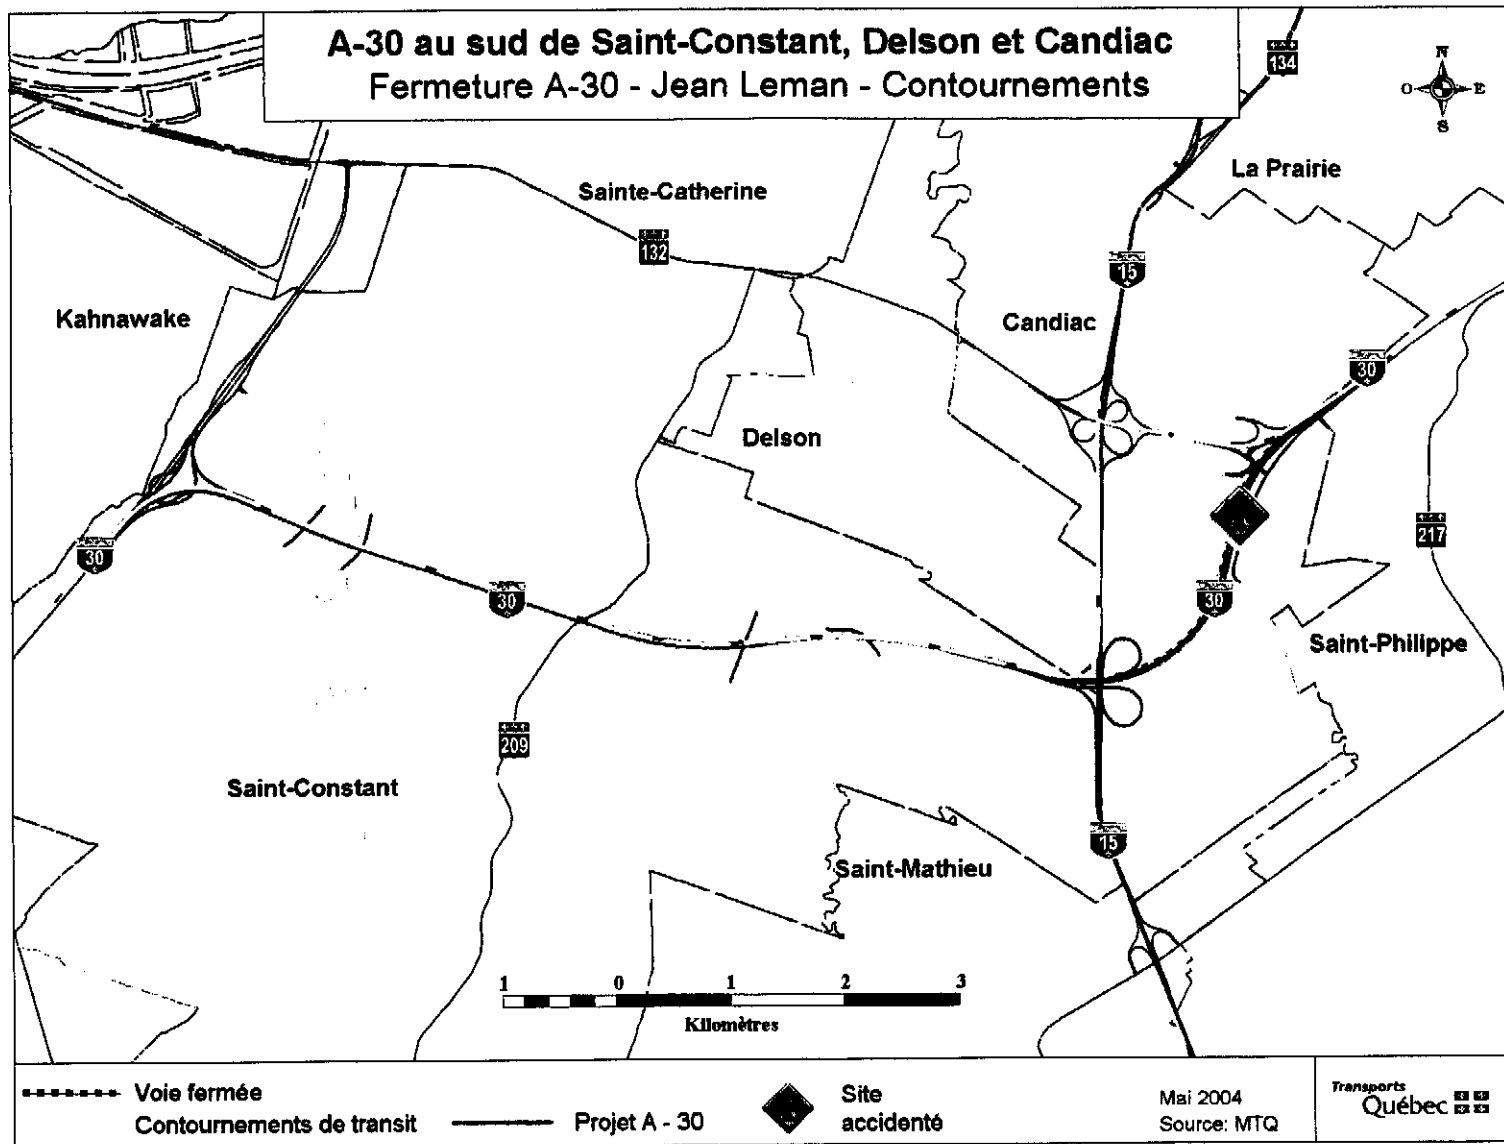 A-30 au sud de Saint-Constant, Delson et Candiac
Fermeture A-30 - Jean Leman - Contournements
134
N
O
E
S
La Prairie
Sainte-Catherine
132
15
Kahnawake
Candiac
30
Delson
217
30
30
30
Saint-Philippe
209
Saint-Constant
15
Saint-Mathieu
1 0 1 2 3
Kilomètres
Voie fermée
Contournements de transit
Projet A - 30
Site
accidenté
Mai 2004
Source: MTQ
Transports
Québec